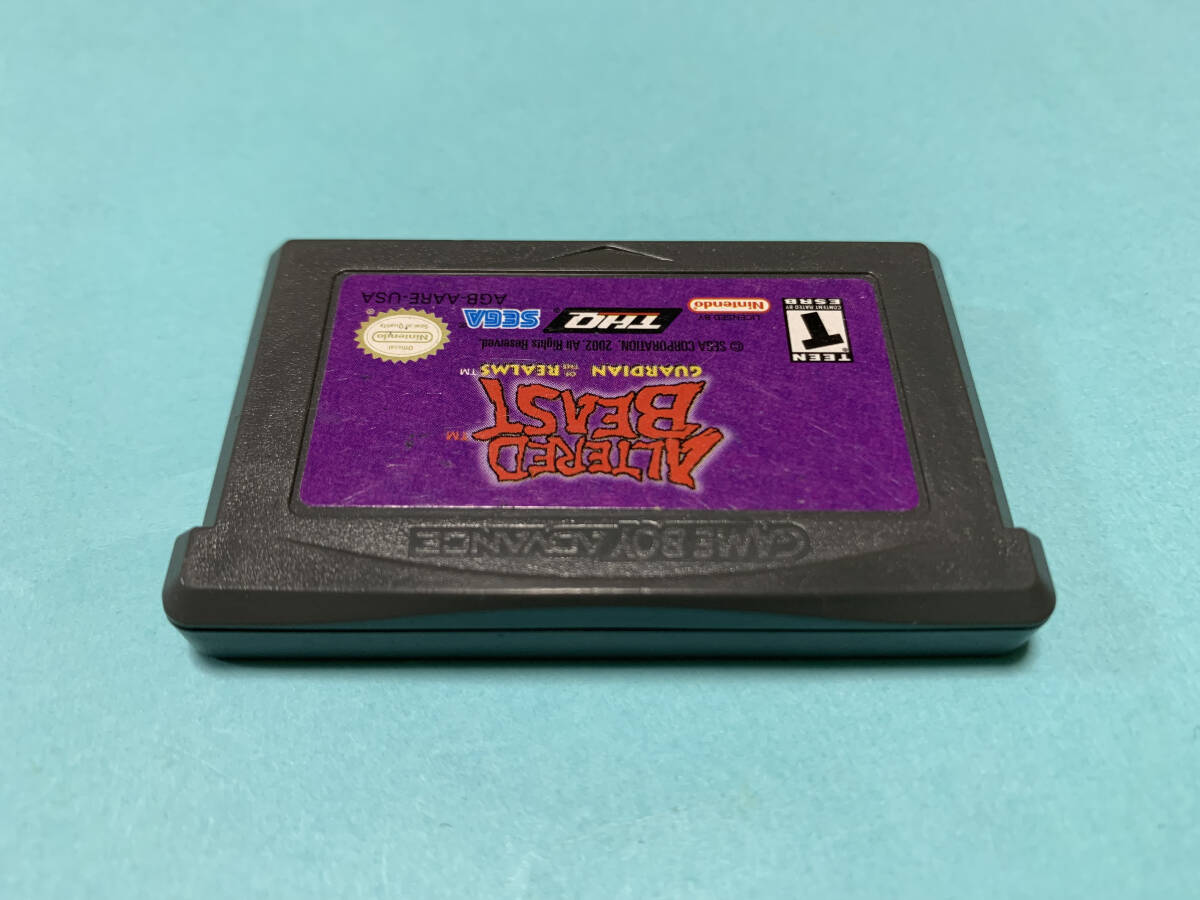 GAME BOY ADVANCE
ALTERED
BEAST™
GUARDIAN OF THE REALMS™
© SEGA CORPORATION, 2002. All Rights Reserved.
TEEN
T
CONTENT RATED BY
ESRB
LICENSED BY
Nintendo
THQ
SEGA
Official
Nintendo
Seal of Quality
AGB-AARE-USA